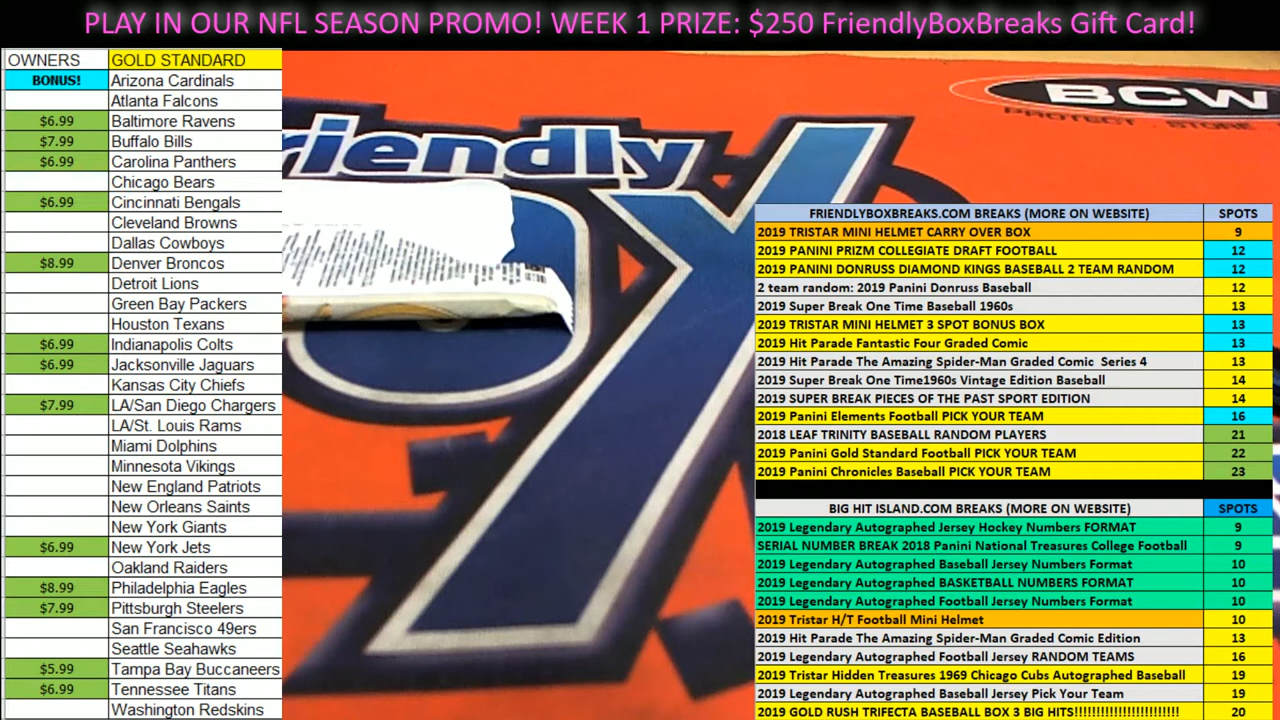 PLAY IN OUR NFL SEASON PROMO! WEEK 1 PRIZE: $250 FriendlyBoxBreaks Gift Card!
OWNERS GOLD STANDARD
BONUS! Arizona Cardinals
Atlanta Falcons
$6.99 Baltimore Ravens
$7.99 Buffalo Bills
$6.99 Carolina Panthers
Chicago Bears
$6.99 Cincinnati Bengals
Cleveland Browns
Dallas Cowboys
$8.99 Denver Broncos
Detroit Lions
Green Bay Packers
Houston Texans
$6.99 Indianapolis Colts
$6.99 Jacksonville Jaguars
Kansas City Chiefs
$7.99 LA/San Diego Chargers
LA/St. Louis Rams
Miami Dolphins
Minnesota Vikings
New England Patriots
New Orleans Saints
New York Giants
$6.99 New York Jets
Oakland Raiders
$8.99 Philadelphia Eagles
$7.99 Pittsburgh Steelers
San Francisco 49ers
Seattle Seahawks
$5.99 Tampa Bay Buccaneers
$6.99 Tennessee Titans
Washington Redskins
riendly
BCW
PROTECT STORE
FRIENDLYBOXBREAKS.COM BREAKS (MORE ON WEBSITE) SPOTS
2019 TRISTAR MINI HELMET CARRY OVER BOX 9
2019 PANINI PRIZM COLLEGIATE DRAFT FOOTBALL 12
2019 PANINI DONRUSS DIAMOND KINGS BASEBALL 2 TEAM RANDOM 12
2 team random: 2019 Panini Donruss Baseball 12
2019 Super Break One Time Baseball 1960s 13
2019 TRISTAR MINI HELMET 3 SPOT BONUS BOX 13
2019 Hit Parade Fantastic Four Graded Comic 13
2019 Hit Parade The Amazing Spider-Man Graded Comic Series 4 13
2019 Super Break One Time1960s Vintage Edition Baseball 14
2019 SUPER BREAK PIECES OF THE PAST SPORT EDITION 14
2019 Panini Elements Football PICK YOUR TEAM 16
2018 LEAF TRINITY BASEBALL RANDOM PLAYERS 21
2019 Panini Gold Standard Football PICK YOUR TEAM 22
2019 Panini Chronicles Baseball PICK YOUR TEAM 23
BIG HIT ISLAND.COM BREAKS (MORE ON WEBSITE) SPOTS
2019 Legendary Autographed Jersey Hockey Numbers FORMAT 9
SERIAL NUMBER BREAK 2018 Panini National Treasures College Football 9
2019 Legendary Autographed Baseball Jersey Numbers Format 10
2019 Legendary Autographed BASKETBALL NUMBERS FORMAT 10
2019 Legendary Autographed Football Jersey Numbers Format 10
2019 Tristar H/T Football Mini Helmet 10
2019 Hit Parade The Amazing Spider-Man Graded Comic Edition 13
2019 Legendary Autographed Football Jersey RANDOM TEAMS 16
2019 Tristar Hidden Treasures 1969 Chicago Cubs Autographed Baseball 19
2019 Legendary Autographed Baseball Jersey Pick Your Team 19
2019 GOLD RUSH TRIFECTA BASEBALL BOX 3 BIG HITS!!!!!!!!!!!!!!!!!!!!!!!! 20